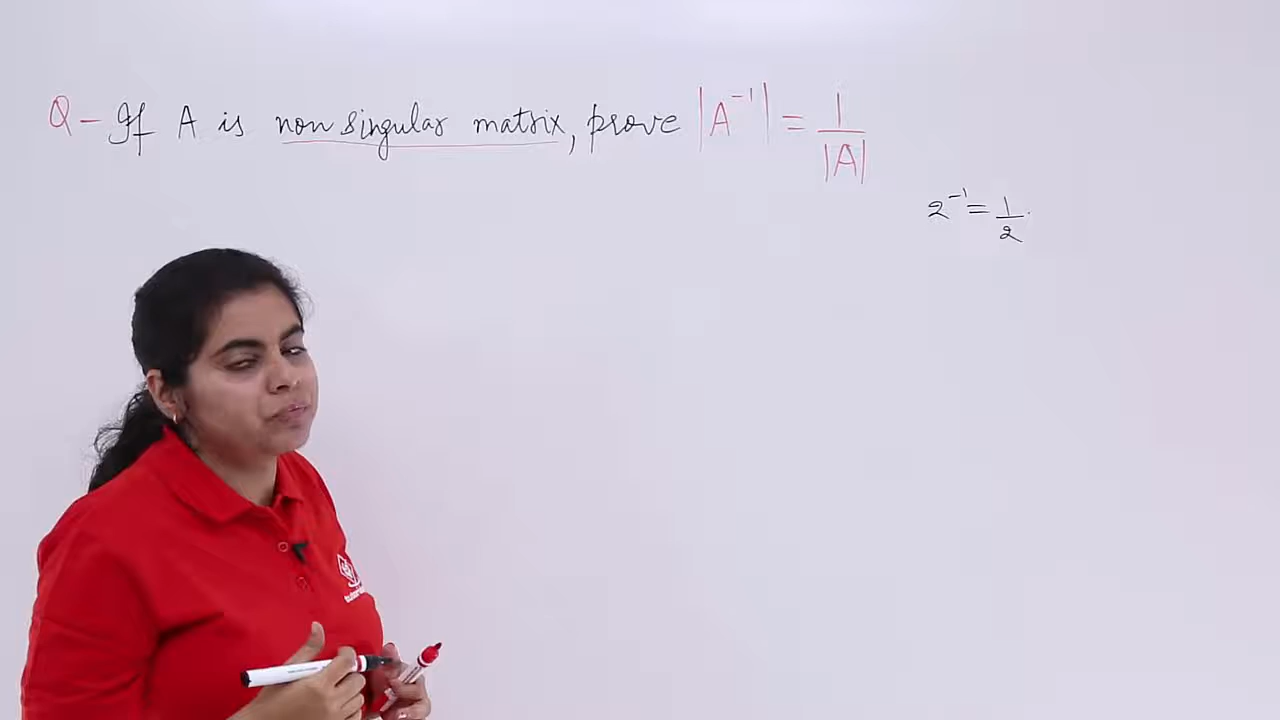 Q - If A is non singular matrix, prove |A⁻¹| = 1/|A|
2⁻¹ = 1/2